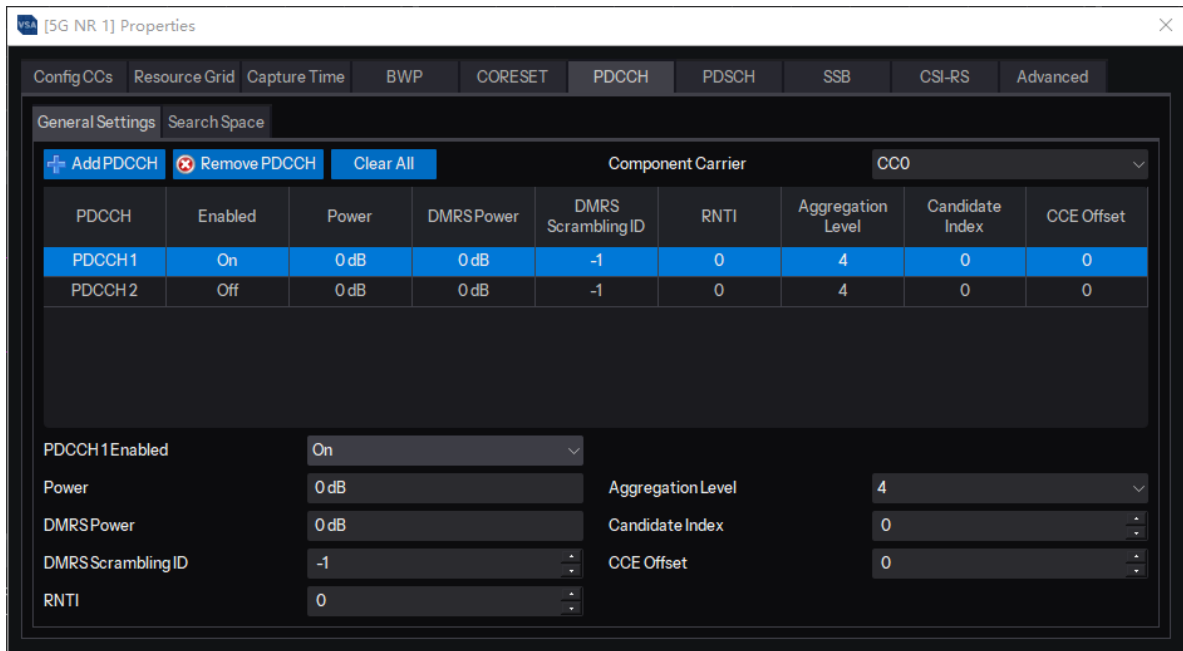 VSA [5G NR 1] Properties
Config CCs Resource Grid Capture Time BWP CORESET PDCCH PDSCH SSB CSI-RS Advanced
General Settings Search Space
Add PDCCH Remove PDCCH Clear All Component Carrier CC0
PDCCH Enabled Power DMRS Power DMRS Scrambling ID RNTI Aggregation Level Candidate Index CCE Offset
PDCCH 1 On 0 dB 0 dB -1 0 4 0 0
PDCCH 2 Off 0 dB 0 dB -1 0 4 0 0
PDCCH 1 Enabled On
Power 0 dB Aggregation Level 4
DMRS Power 0 dB Candidate Index 0
DMRS Scrambling ID -1 CCE Offset 0
RNTI 0